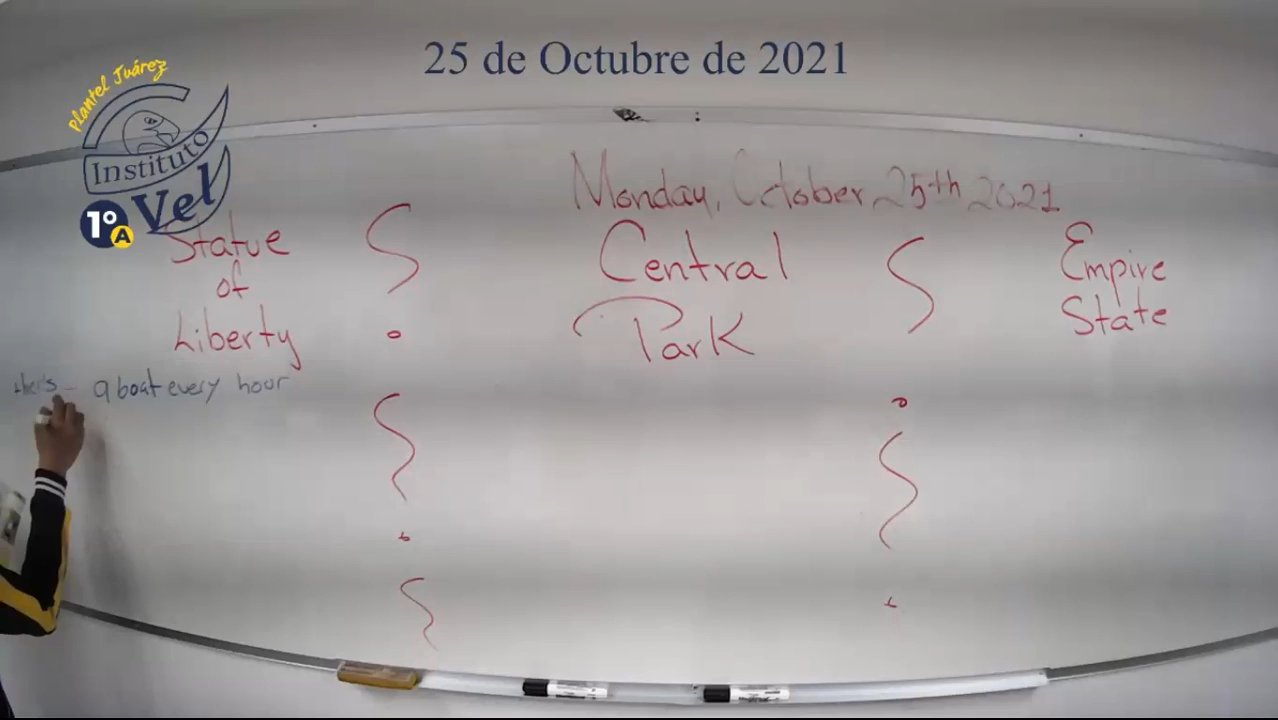 25 de Octubre de 2021
Plantel Juárez
Instituto
Vel
1° A
Monday, October 25th 2021
Statue
of
Liberty
Central
Park
Empire
State
a boat every hour